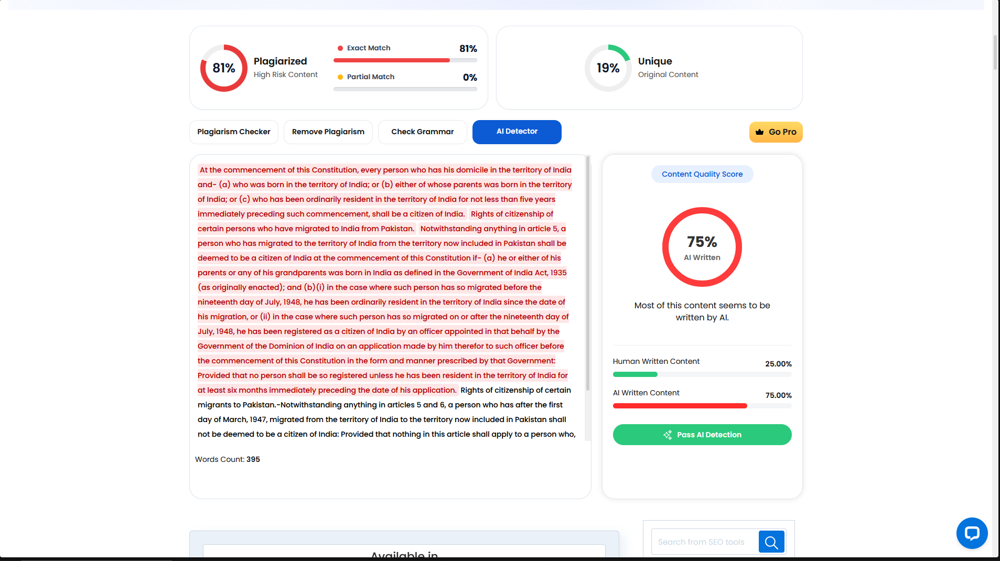 81%
Plagiarized
High Risk Content
Exact Match
81%
Partial Match
0%
19%
Unique
Original Content
Plagiarism Checker
Remove Plagiarism
Check Grammar
AI Detector
Go Pro
At the commencement of this Constitution, every person who has his domicile in the territory of India
and- (a) who was born in the territory of India; or (b) either of whose parents was born in the territory
of India; or (c) who has been ordinarily resident in the territory of India for not less than five years
immediately preceding such commencement, shall be a citizen of India. Rights of citizenship of
certain persons who have migrated to India from Pakistan. Notwithstanding anything in article 5, a
person who has migrated to the territory of India from the territory now included in Pakistan shall be
deemed to be a citizen of India at the commencement of this Constitution if- (a) he or either of his
parents or any of his grandparents was born in India as defined in the Government of India Act, 1935
(as originally enacted); and (b)(i) in the case where such person has so migrated before the
nineteenth day of July, 1948, he has been ordinarily resident in the territory of India since the date of
his migration, or (ii) in the case where such person has so migrated on or after the nineteenth day of
July, 1948, he has been registered as a citizen of India by an officer appointed in that behalf by the
Government of the Dominion of India on an application made by him therefor to such officer before
the commencement of this Constitution in the form and manner prescribed by that Government:
Provided that no person shall be so registered unless he has been resident in the territory of India for
at least six months immediately preceding the date of his application. Rights of citizenship of certain
migrants to Pakistan.-Notwithstanding anything in articles 5 and 6, a person who has after the first
day of March, 1947, migrated from the territory of India to the territory now included in Pakistan shall
not be deemed to be a citizen of India: Provided that nothing in this article shall apply to a person who,
Words Count: 395
Content Quality Score
75%
AI Written
Most of this content seems to be
written by AI.
Human Written Content
25.00%
AI Written Content
75.00%
Pass AI Detection
Available in
Search from SEO tools